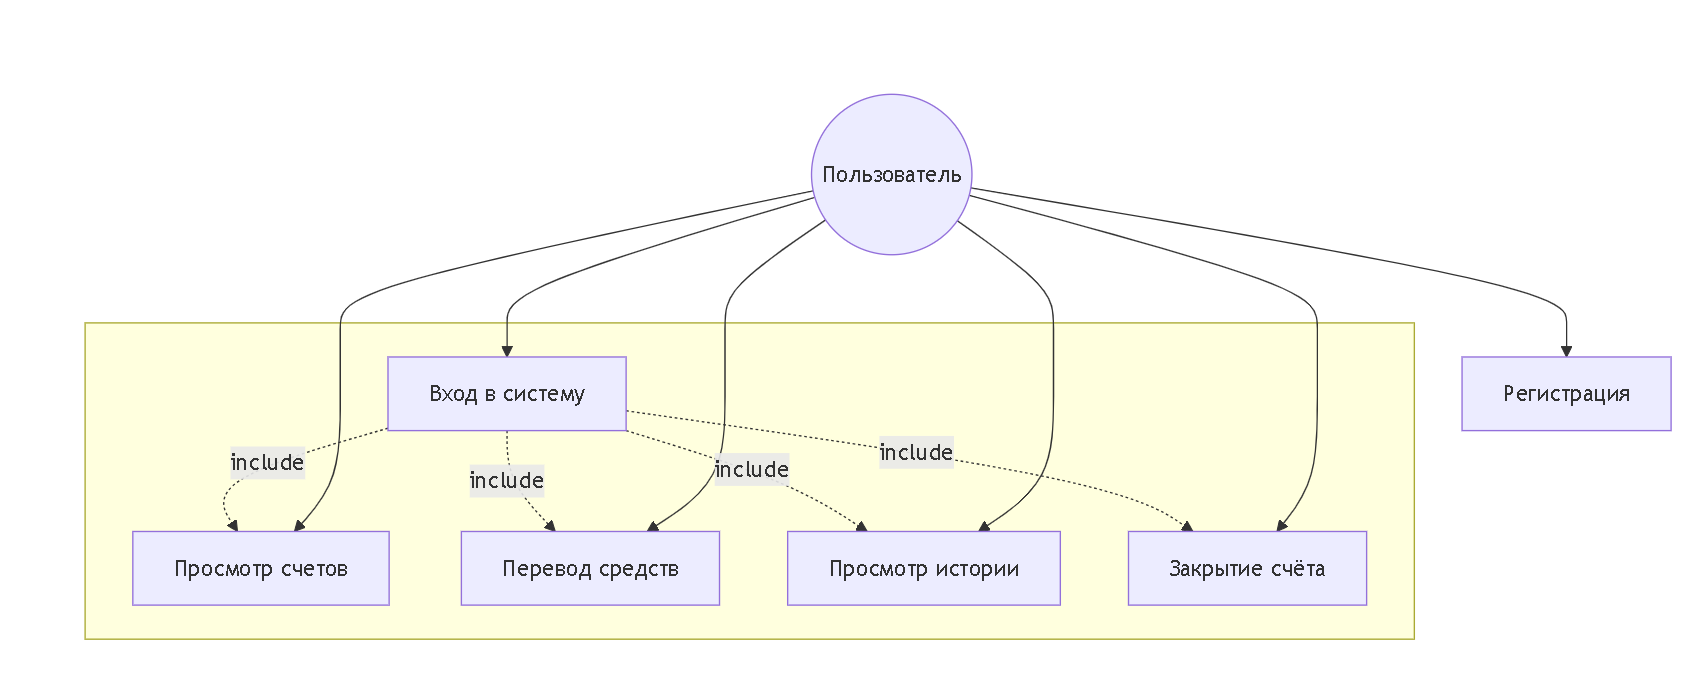 Пользователь
Вход в систему
Регистрация
include
include
include
include
Просмотр счетов
Перевод средств
Просмотр истории
Закрытие счёта